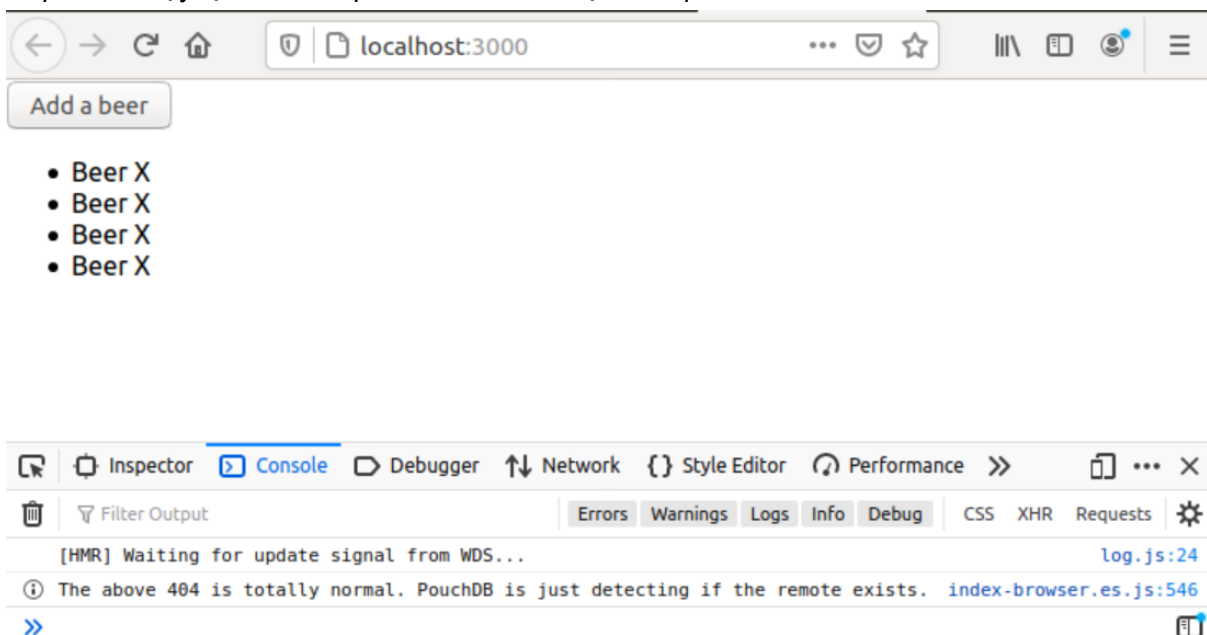 localhost:3000
Add a beer
Beer X
Beer X
Beer X
Beer X
Inspector Console Debugger Network Style Editor Performance
Filter Output Errors Warnings Logs Info Debug CSS XHR Requests
[HMR] Waiting for update signal from WDS... log.js:24
The above 404 is totally normal. PouchDB is just detecting if the remote exists. index-browser.es.js:546